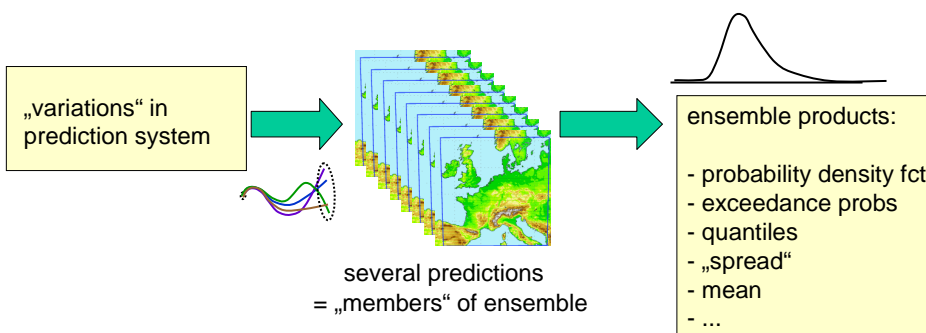 „variations“ in
prediction system
several predictions
= „members“ of ensemble
ensemble products:
- probability density fct
- exceedance probs
- quantiles
- „spread“
- mean
- ...